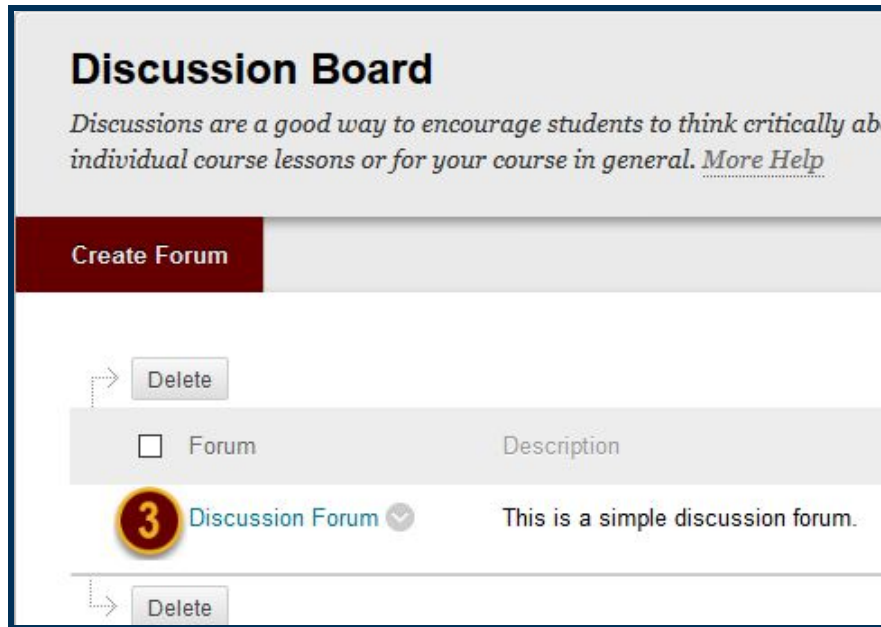 Discussion Board
Discussions are a good way to encourage students to think critically
individual course lessons or for your course in general. More Help
Create Forum
Delete
Forum Description
3 Discussion Forum This is a simple discussion forum.
Delete